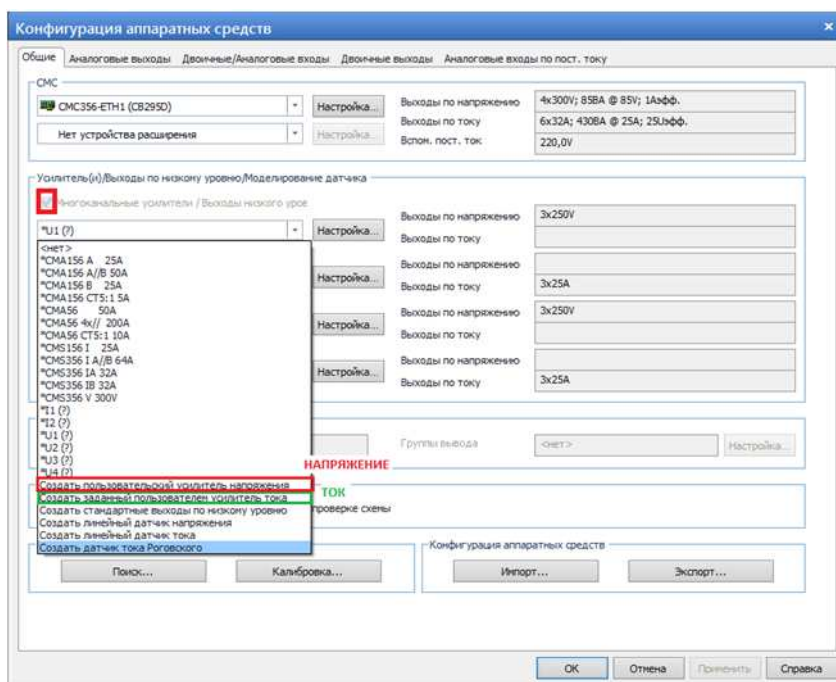 Конфигурация аппаратных средств
Общие Аналоговые выходы Двоичные/Аналоговые входы Двоичные выходы Аналоговые входы по пост. току
CMC
CMC356-ETH1 (CB295D) Настройка... Выходы по напряжению 4x300V; 85ВА @ 85V; 1Аэфф.
Выходы по току 6x32A; 430ВА @ 25A; 25Uэфф.
Нет устройства расширения Настройка... Вспом. пост. ток 220,0V
Усилитель(и)/Выходы по низкому уровню/Моделирование датчика
Многоканальные усилители / Выходы низкого уров
*U1 (?) Настройка... Выходы по напряжению 3x250V
Выходы по току
<нет>
*CMA156 A 25A
*CMA156 A//B 50A
*CMA156 B 25A
*CMA156 CT5:1 5A
*CMA56 50A
*CMA56 4x// 200A
*CMA56 CT5:1 10A
*CMS156 I 25A
*CMS356 I A//B 64A
*CMS356 IA 32A
*CMS356 IB 32A
*CMS356 V 300V
*I1 (?)
*I2 (?)
*U1 (?)
*U2 (?)
*U3 (?)
*U4 (?)
Создать пользовательский усилитель напряжения
Создать заданный пользователем усилитель тока
Создать стандартные выходы по низкому уровню
Создать линейный датчик напряжения
Создать линейный датчик тока
Создать датчик тока Роговского
Настройка... Выходы по напряжению
Выходы по току 3x25A
Настройка... Выходы по напряжению 3x250V
Выходы по току
Настройка... Выходы по напряжению
Выходы по току 3x25A
Группы вывода <нет> Настройка...
НАПРЯЖЕНИЕ
ТОК
проверке схемы
Поиск... Калибровка...
Конфигурация аппаратных средств
Импорт... Экспорт...
OK Отмена Применить Справка